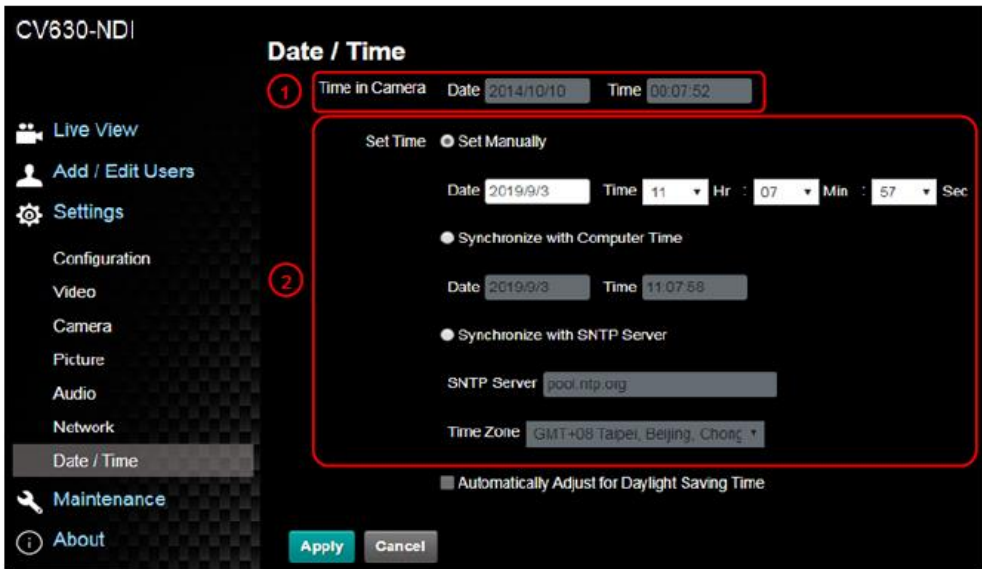 CV630-NDI
Date / Time
1 Time in Camera Date 2014/10/10 Time 00:07:52
Live View
Add / Edit Users
Settings
Configuration
Video
Camera
Picture
Audio
Network
Date / Time
Maintenance
About
2
Set Time Set Manually
Date 2019/9/3 Time 11 Hr : 07 Min : 57 Sec
Synchronize with Computer Time
Date 2019/9/3 Time 11:07:58
Synchronize with SNTP Server
SNTP Server pool.ntp.org
Time Zone GMT+08 Taipei, Beijing, Chong
Automatically Adjust for Daylight Saving Time
Apply Cancel